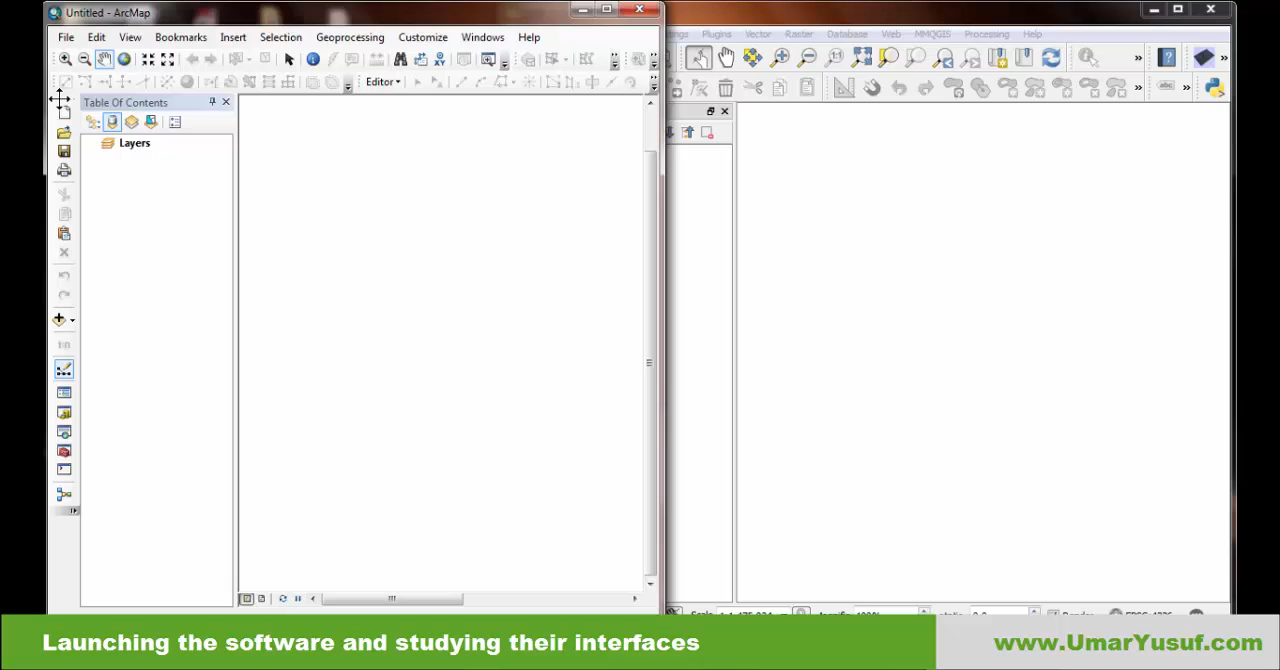 Untitled - ArcMap
File Edit View Bookmarks Insert Selection Geoprocessing Customize Windows Help
Plugins Vector Raster Database Web MMQGIS Processing Help
Editor
Table Of Contents
Layers
Launching the software and studying their interfaces
www.UmarYusuf.com